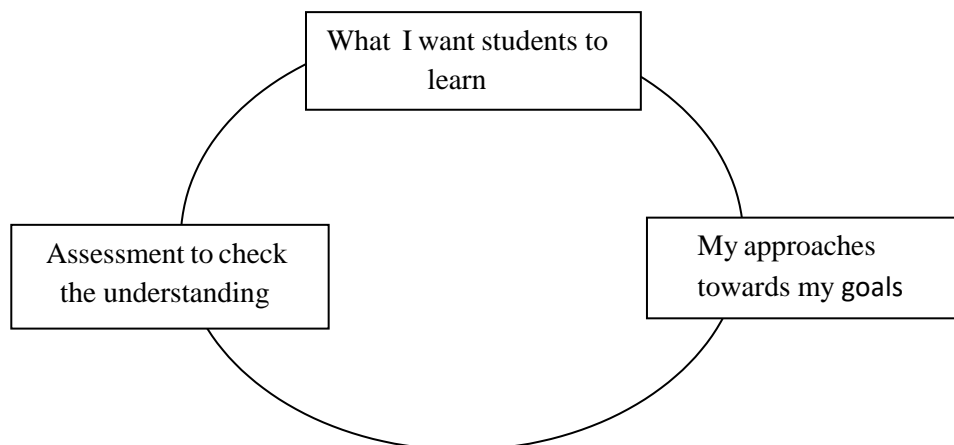 What I want students to
learn
Assessment to check
the understanding
My approaches
towards my goals